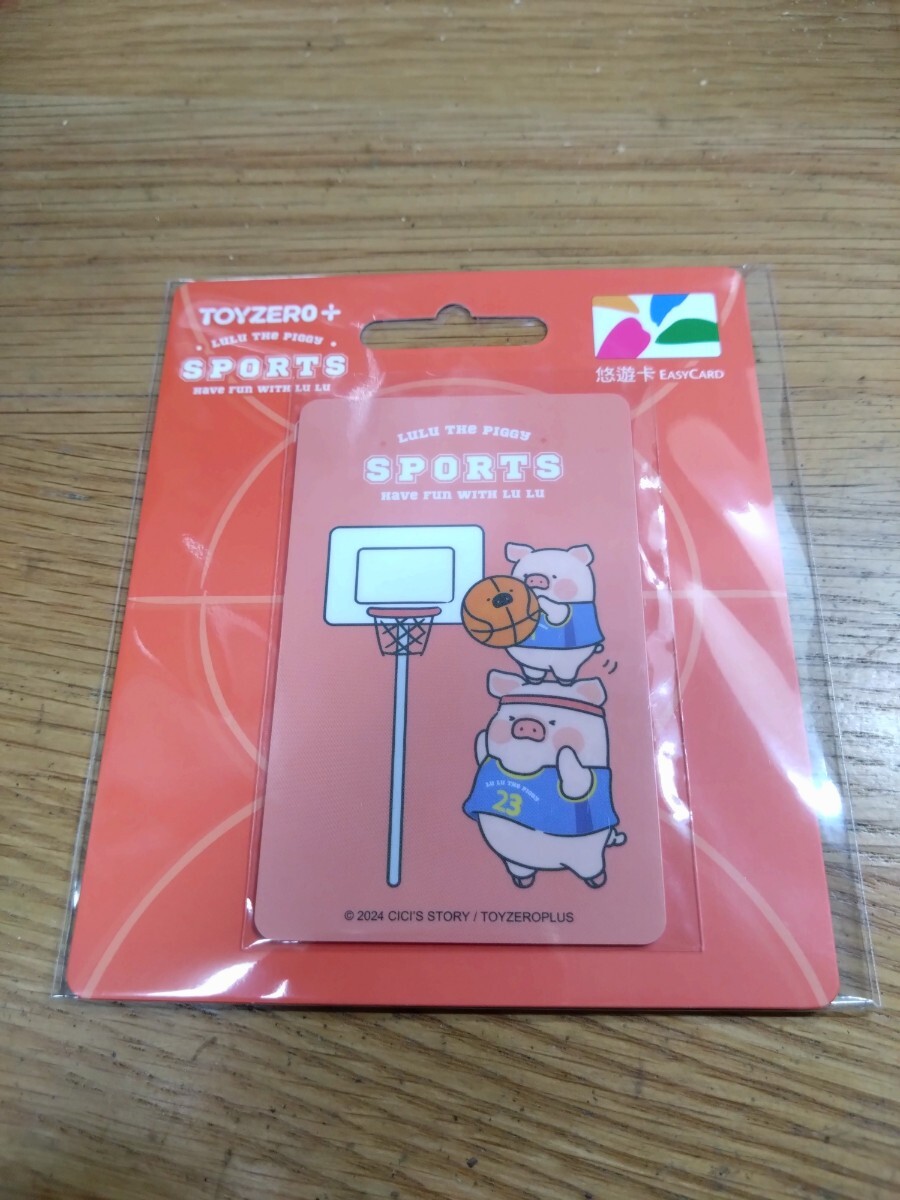 TOYZERO+
LULU THE PIGGY
SPORTS
HAVE FUN WITH LU LU
悠遊卡 EASYCARD
LULU THE PIGGY
SPORTS
HAVE FUN WITH LU LU
LU LU THE PIGGY
23
© 2024 CICI'S STORY / TOYZEROPLUS